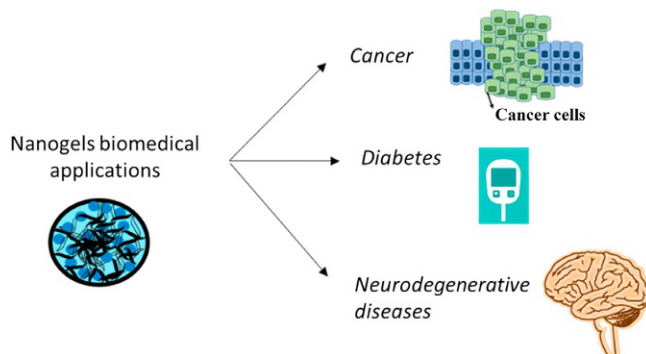 Nanogels biomedical
applications
Cancer
Cancer cells
Diabetes
Neurodegenerative
diseases